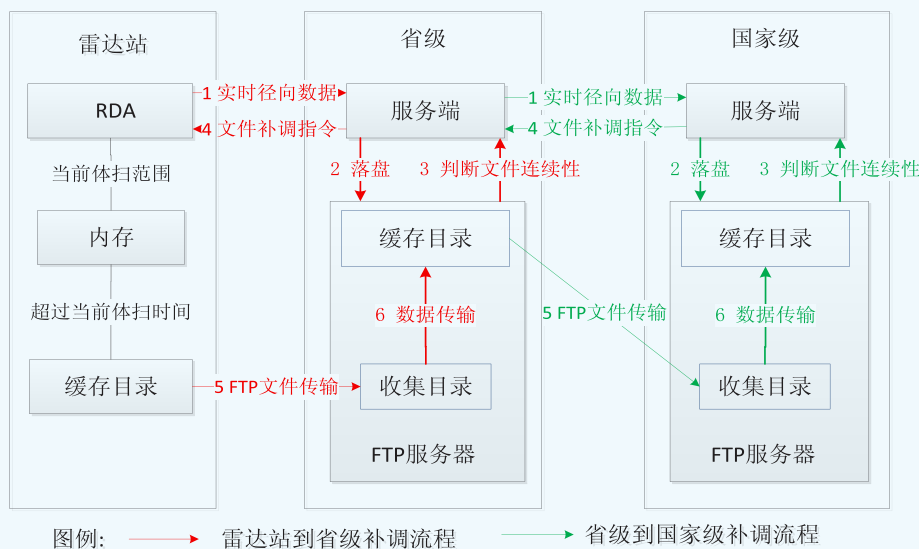 雷达站
省级
国家级
RDA
1 实时径向数据
服务端
1 实时径向数据
服务端
4 文件补调指令
4 文件补调指令
当前体扫范围
2 落盘
3 判断文件连续性
2 落盘
3 判断文件连续性
内存
缓存目录
缓存目录
超过当前体扫时间
6 数据传输
5 FTP文件传输
6 数据传输
缓存目录
5 FTP文件传输
收集目录
收集目录
FTP服务器
FTP服务器
图例:
雷达站到省级补调流程
省级到国家级补调流程